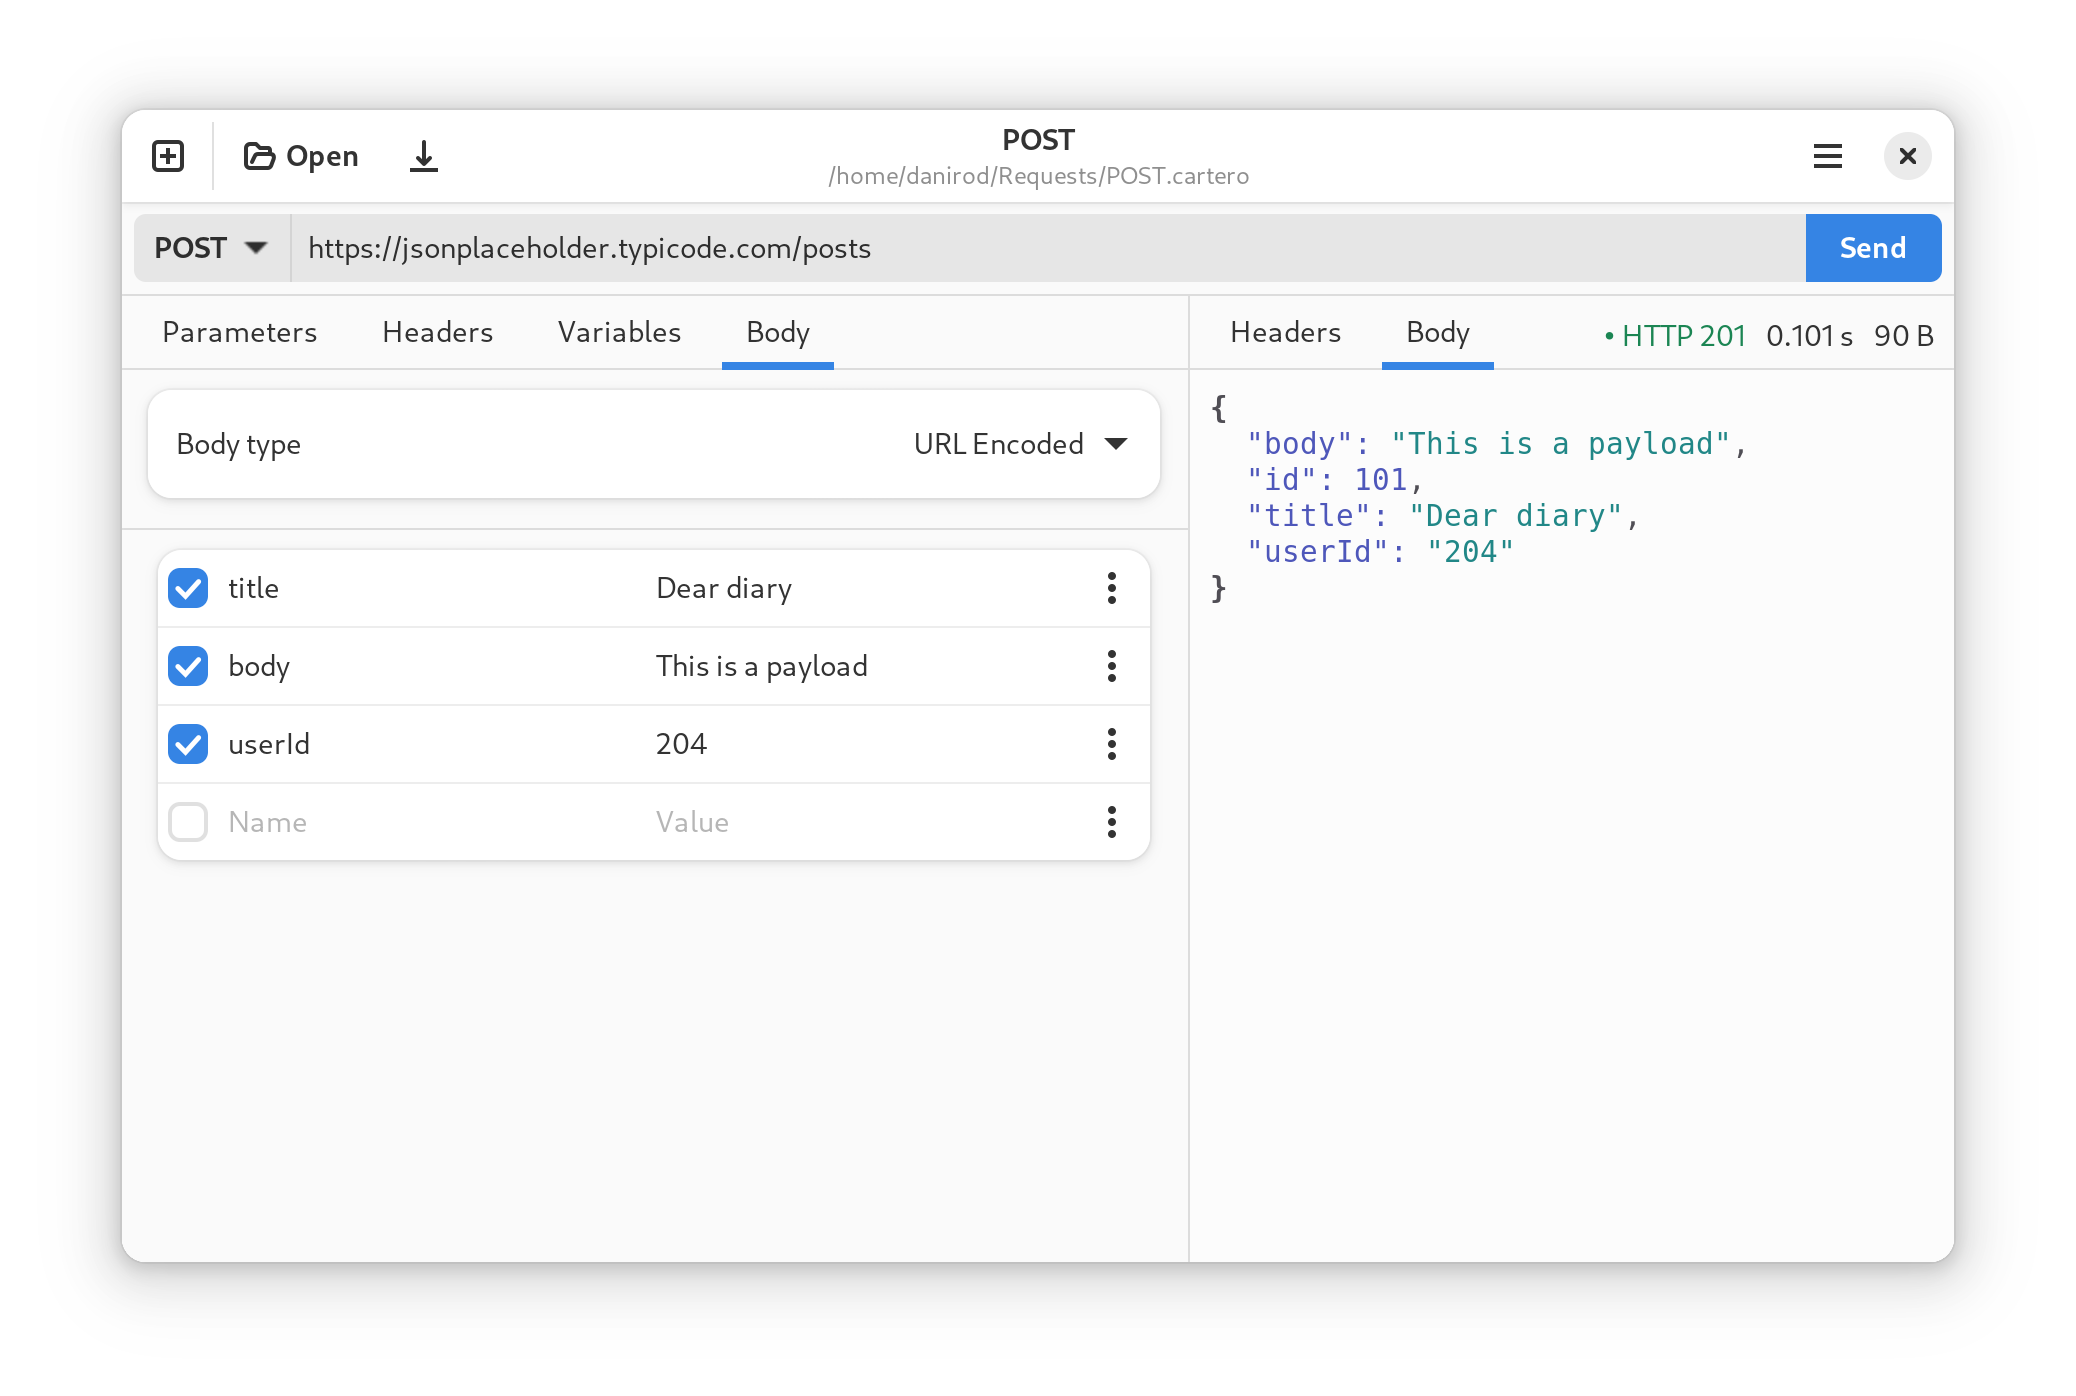 Open
POST
/home/danirod/Requests/POST.cartero
POST
https://jsonplaceholder.typicode.com/posts
Send
Parameters
Headers
Variables
Body
Body type
URL Encoded
title
Dear diary
body
This is a payload
userId
204
Name
Value
Headers
Body
• HTTP 201
0.101 s
90 B
{
  "body": "This is a payload",
  "id": 101,
  "title": "Dear diary",
  "userId": "204"
}